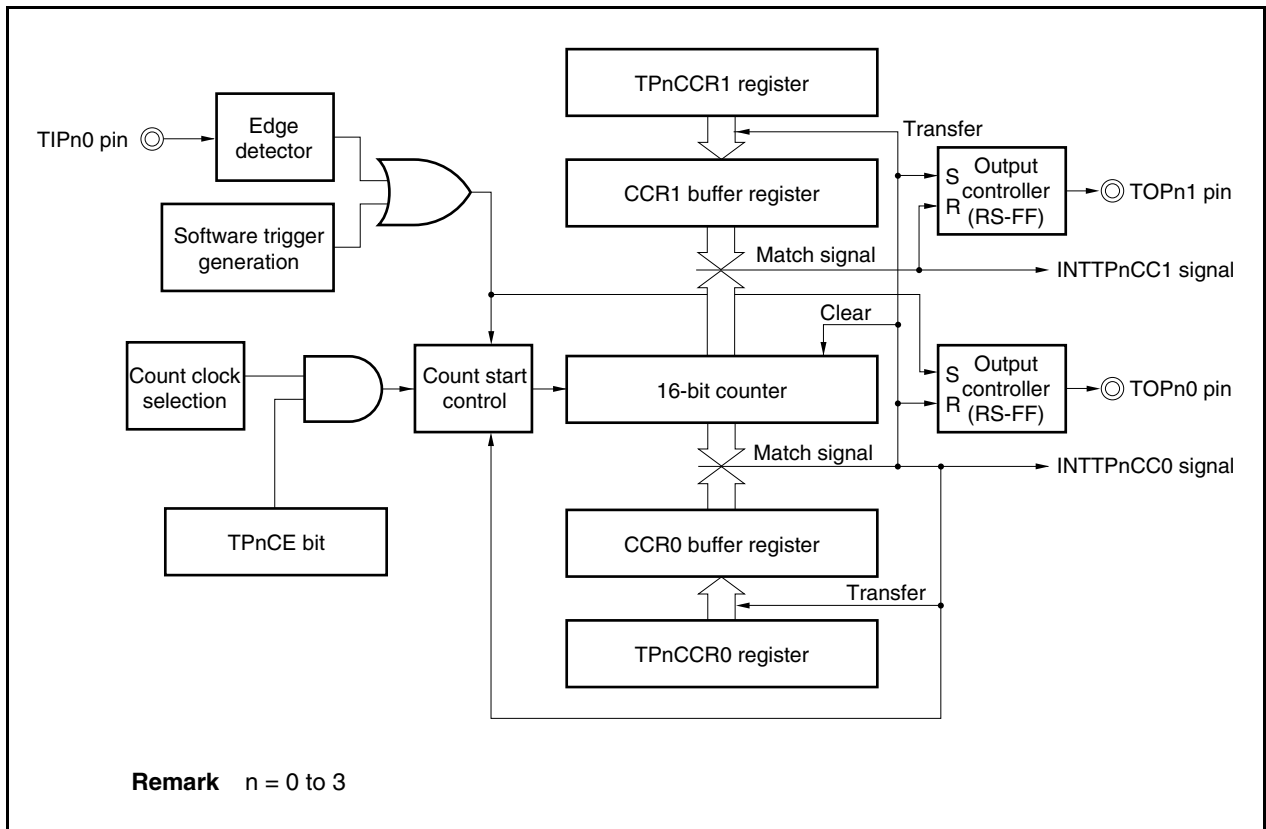 TPnCCR1 register
TIPn0 pin
Edge
detector
Transfer
CCR1 buffer register
S
R
Output
controller
(RS-FF)
TOPn1 pin
Software trigger
generation
Match signal
INTTPnCC1 signal
Clear
Count clock
selection
Count start
control
16-bit counter
S
R
Output
controller
(RS-FF)
TOPn0 pin
Match signal
INTTPnCC0 signal
TPnCE bit
CCR0 buffer register
Transfer
TPnCCR0 register
Remark n = 0 to 3